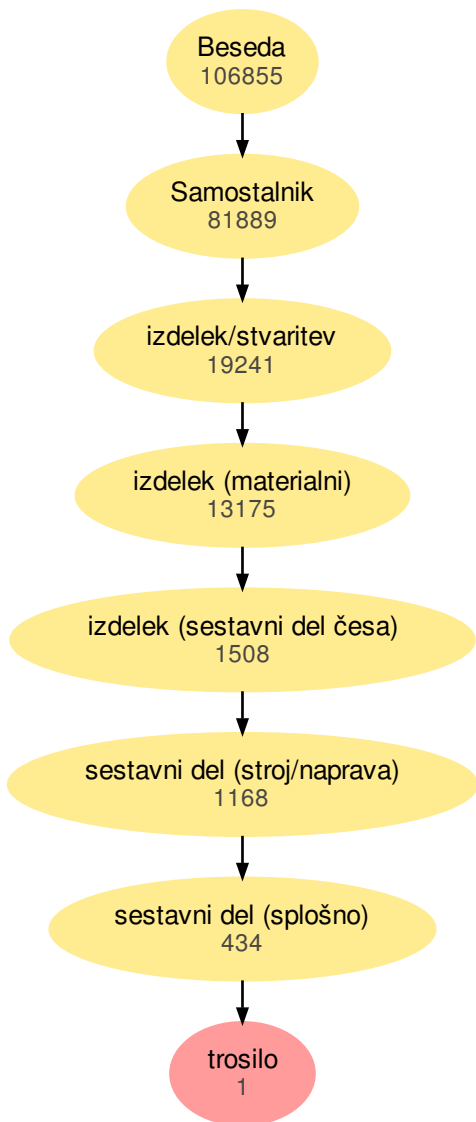 Beseda
106855
Samostalnik
81889
izdelek/stvaritev
19241
izdelek (materialni)
13175
izdelek (sestavni del česa)
1508
sestavni del (stroj/naprava)
1168
sestavni del (splošno)
434
trosilo
1